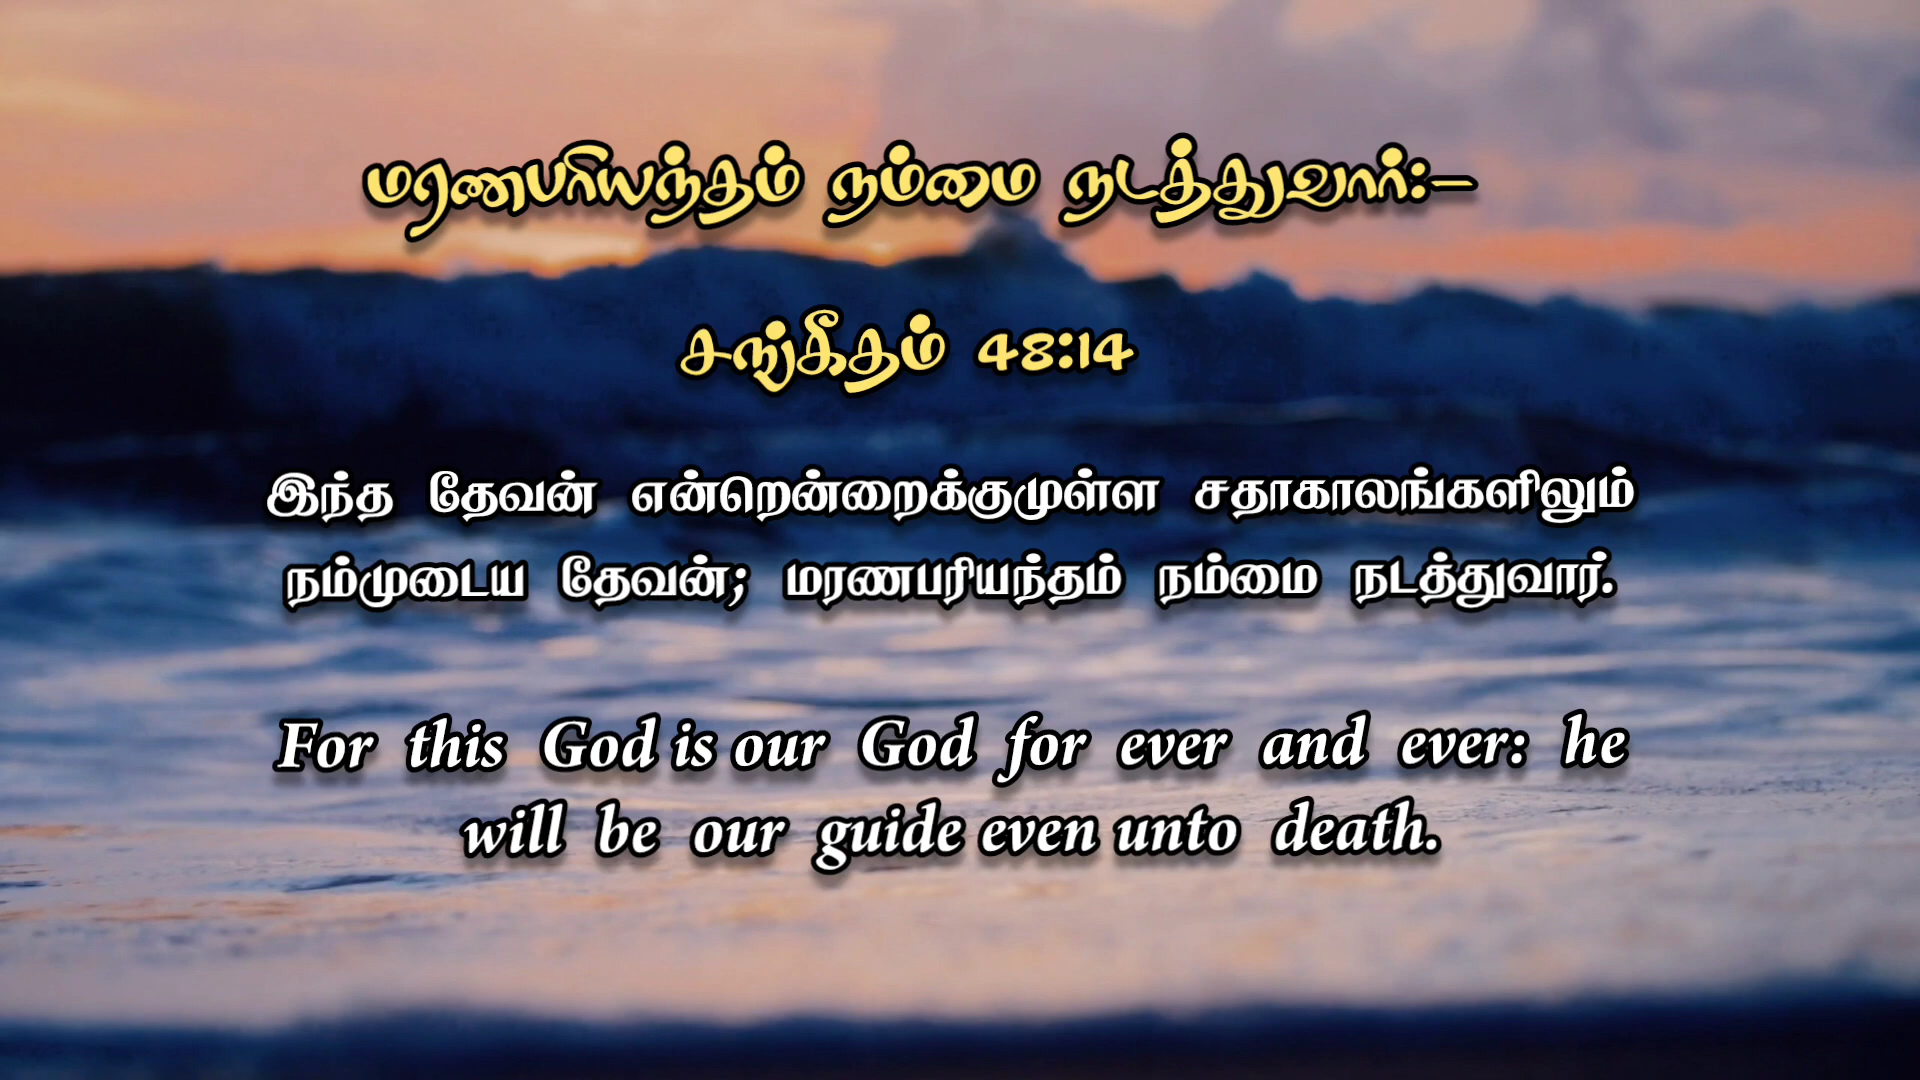 மரணபரியந்தம் நம்மை நடத்துவார்:-
சங்கீதம் 48:14
இந்த தேவன் என்றென்றைக்குமுள்ள சதாகாலங்களிலும்
நம்முடைய தேவன்; மரணபரியந்தம் நம்மை நடத்துவார்.
For this God is our God for ever and ever: he
will be our guide even unto death.